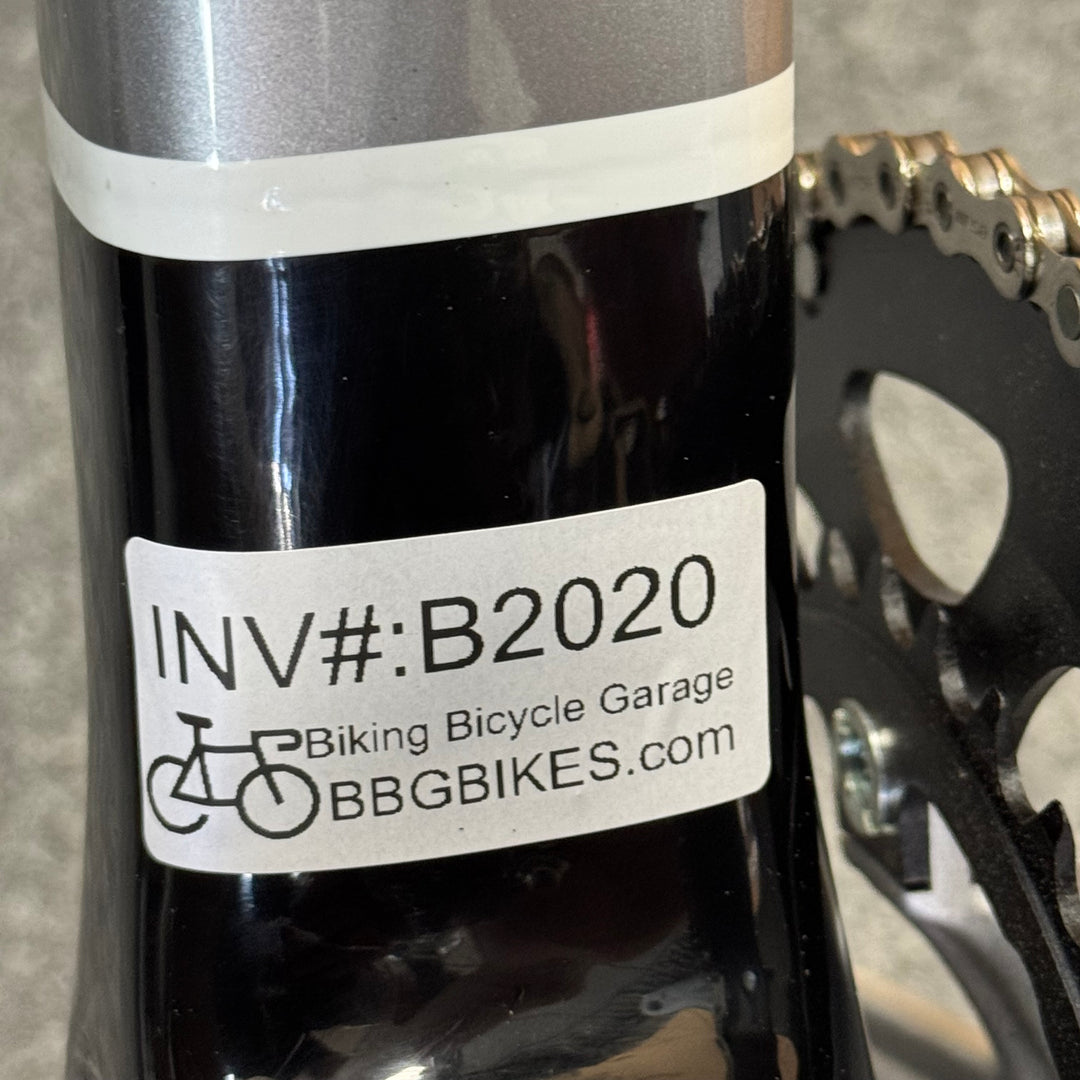 INV#:B2020
Biking Bicycle Garage
BBGBIKES.com